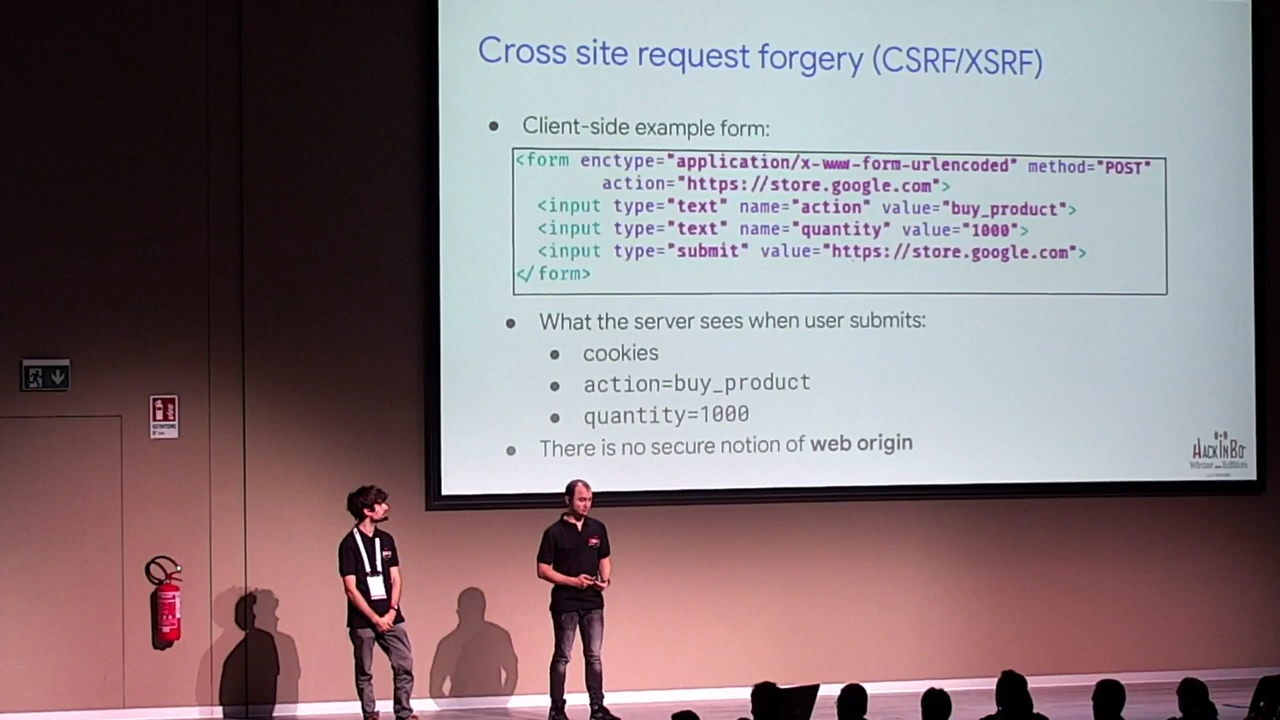 Cross site request forgery (CSRF/XSRF)
Client-side example form:
<form enctype="application/x-www-form-urlencoded" method="POST"
action="https://store.google.com">
<input type="text" name="action" value="buy_product">
<input type="text" name="quantity" value="1000">
<input type="submit" value="https://store.google.com">
</form>
What the server sees when user submits:
cookies
action=buy_product
quantity=1000
There is no secure notion of web origin
HackInBo
Winter Edition